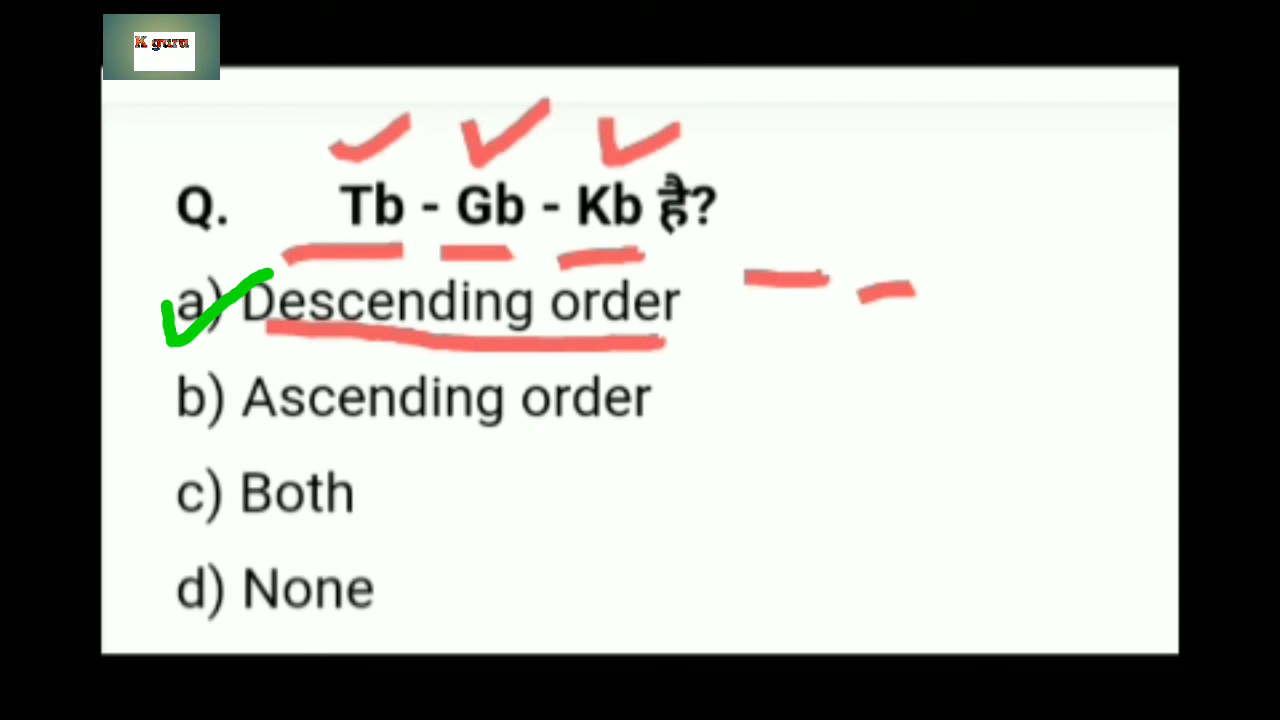 K guru
Q. Tb - Gb - Kb है?
a) Descending order
b) Ascending order
c) Both
d) None